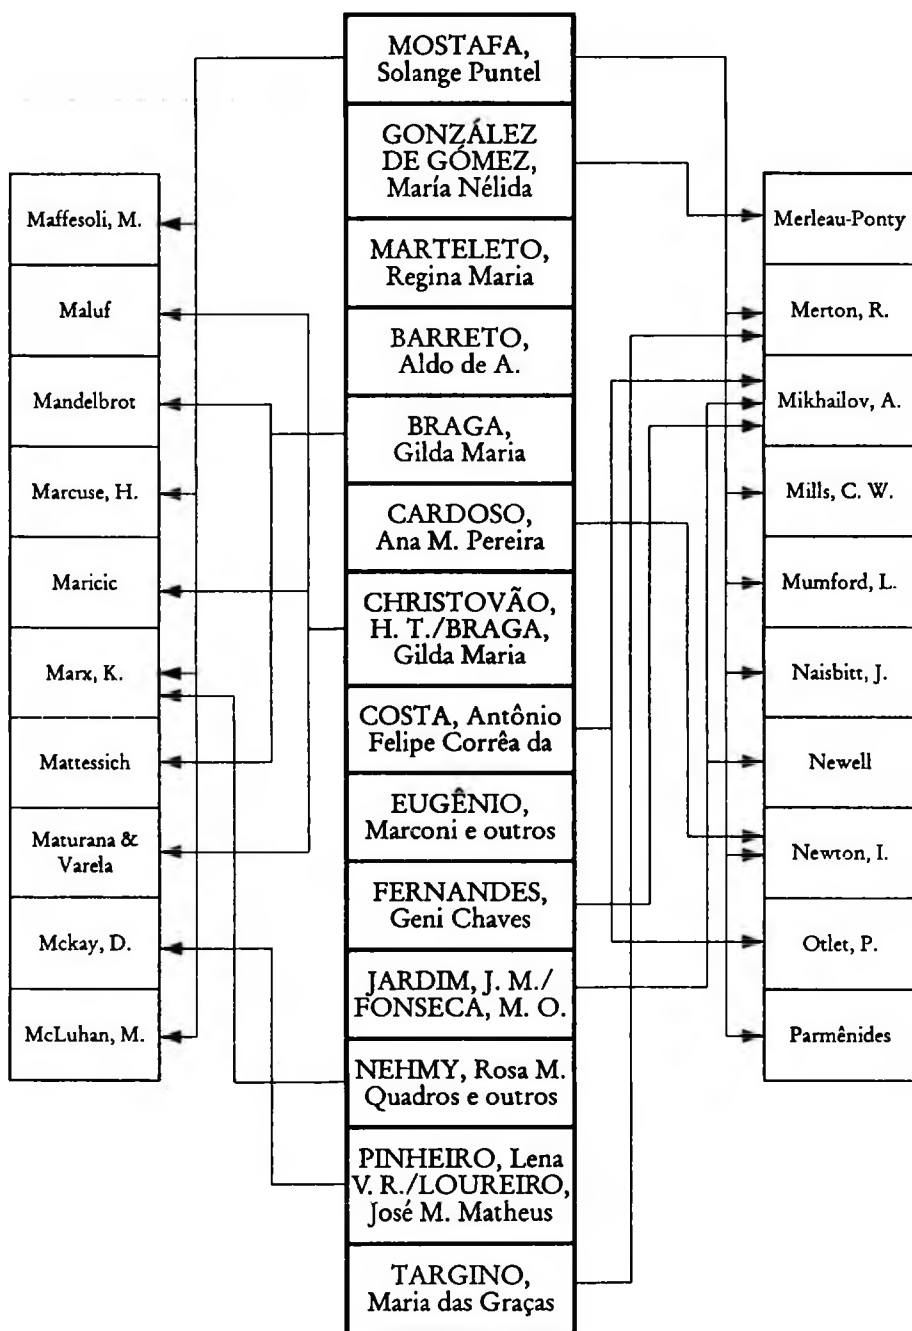 MOSTAFA,
Solange Puntel
GONZÁLEZ
DE GÓMEZ,
María Nélida
MARTELETO,
Regina Maria
BARRETO,
Aldo de A.
BRAGA,
Gilda Maria
CARDOSO,
Ana M. Pereira
CHRISTOVÃO,
H. T./BRAGA,
Gilda Maria
COSTA, Antônio
Felipe Corrêa da
EUGÊNIO,
Marconi e outros
FERNANDES,
Geni Chaves
JARDIM, J. M./
FONSECA, M. O.
NEHMY, Rosa M.
Quadros e outros
PINHEIRO, Lena
V. R./LOUREIRO,
José M. Matheus
TARGINO,
Maria das Graças
Maffesoli, M.
Maluf
Mandelbrot
Marcuse, H.
Maricic
Marx, K.
Mattessich
Maturana &
Varela
Mckay, D.
McLuhan, M.
Merleau-Ponty
Merton, R.
Mikhailov, A.
Mills, C. W.
Mumford, L.
Naisbitt, J.
Newell
Newton, I.
Otlet, P.
Parmênides